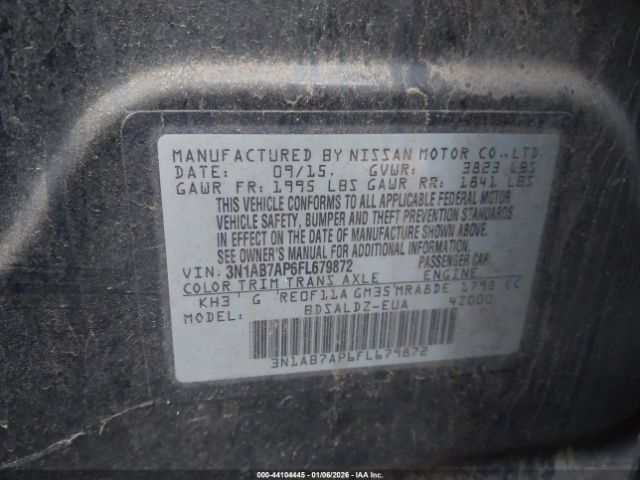 MANUFACTURED BY NISSAN MOTOR CO., LTD.
DATE: 09/15. GVWR: 3823 LBS
GAWR FR: 1995 LBS GAWR RR: 1841 LBS
THIS VEHICLE CONFORMS TO ALL APPLICABLE FEDERAL MOTOR
VEHICLE SAFETY, BUMPER AND THEFT PREVENTION STANDARDS
IN EFFECT ON THE DATE OF MANUFACTURE SHOWN ABOVE.
SEE OWNER'S MANUAL FOR ADDITIONAL INFORMATION.
VIN: 3N1AB7AP6FL679872 PASSENGER CAR
COLOR TRIM TRANS AXLE ENGINE
KH3 G RE0F11A GM35 MRA8DE 1798 CC
MODEL: BDSALDZ-EUA 4Z000
3N1AB7AP6FL679872
000-44104445 | 01/06/2026 | IAA Inc.